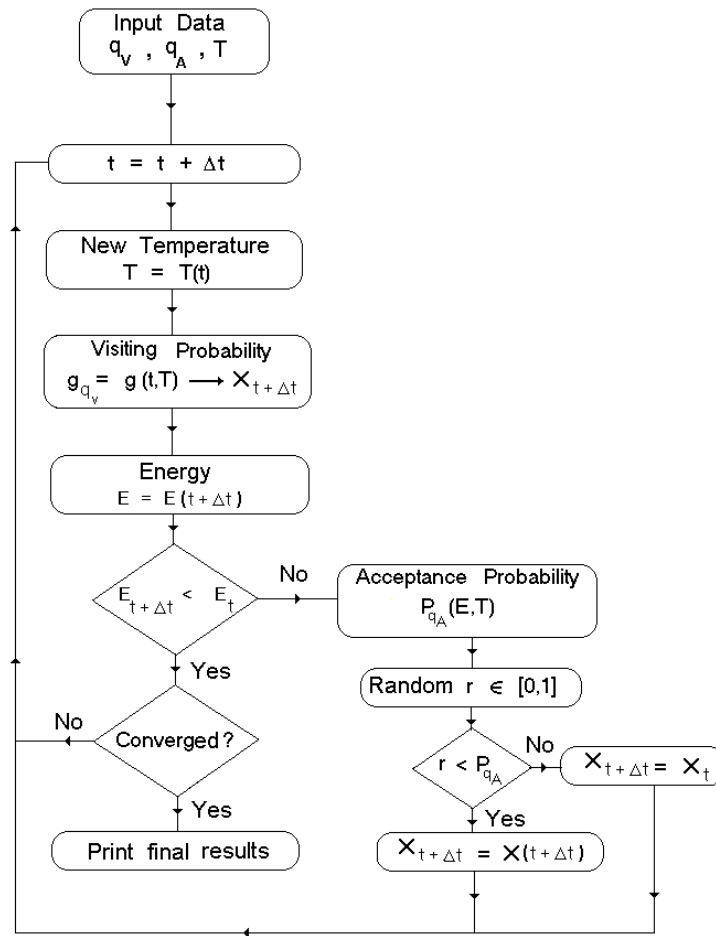 Input Data
q_V , q_A , T
t = t + Δt
New Temperature
T = T(t)
Visiting Probability
g_{q_v} = g(t,T) ⟶ X_{t + Δt}
Energy
E = E(t+Δt)
E_{t + Δt} < E_t
No
Acceptance Probability
P_{q_A}(E,T)
Yes
Random r ∈ [0,1]
No
Converged?
r < P_{q_A}
No
X_{t + Δt} = X_t
Yes
Yes
Print final results
X_{t + Δt} = X(t+Δt)